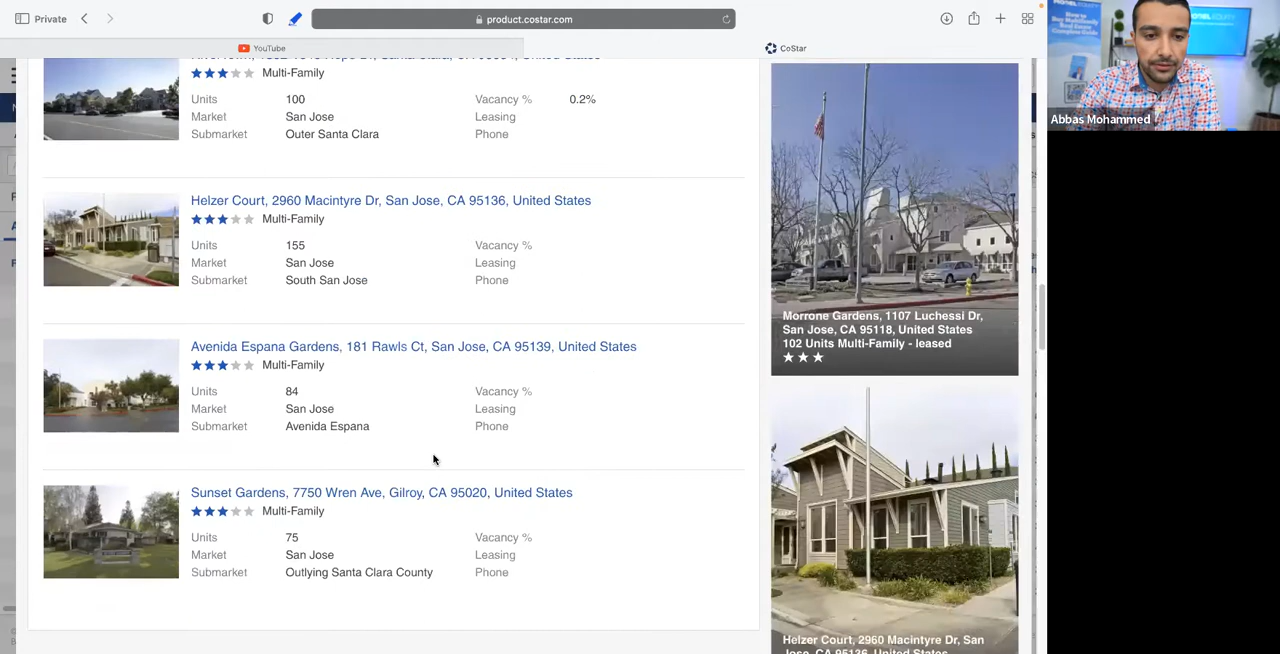 Private
product.costar.com
YouTube
CoStar
Multi-Family
Units 100 Vacancy % 0.2%
Market San Jose Leasing
Submarket Outer Santa Clara Phone
Helzer Court, 2960 Macintyre Dr, San Jose, CA 95136, United States
Multi-Family
Units 155 Vacancy %
Market San Jose Leasing
Submarket South San Jose Phone
Avenida Espana Gardens, 181 Rawls Ct, San Jose, CA 95139, United States
Multi-Family
Units 84 Vacancy %
Market San Jose Leasing
Submarket Avenida Espana Phone
Sunset Gardens, 7750 Wren Ave, Gilroy, CA 95020, United States
Multi-Family
Units 75 Vacancy %
Market San Jose Leasing
Submarket Outlying Santa Clara County Phone
Morrone Gardens, 1107 Luchessi Dr,
San Jose, CA 95118, United States
102 Units Multi-Family - leased
Helzer Court, 2960 Macintyre Dr, San
Jose, CA 95136, United States
Abbas Mohammed